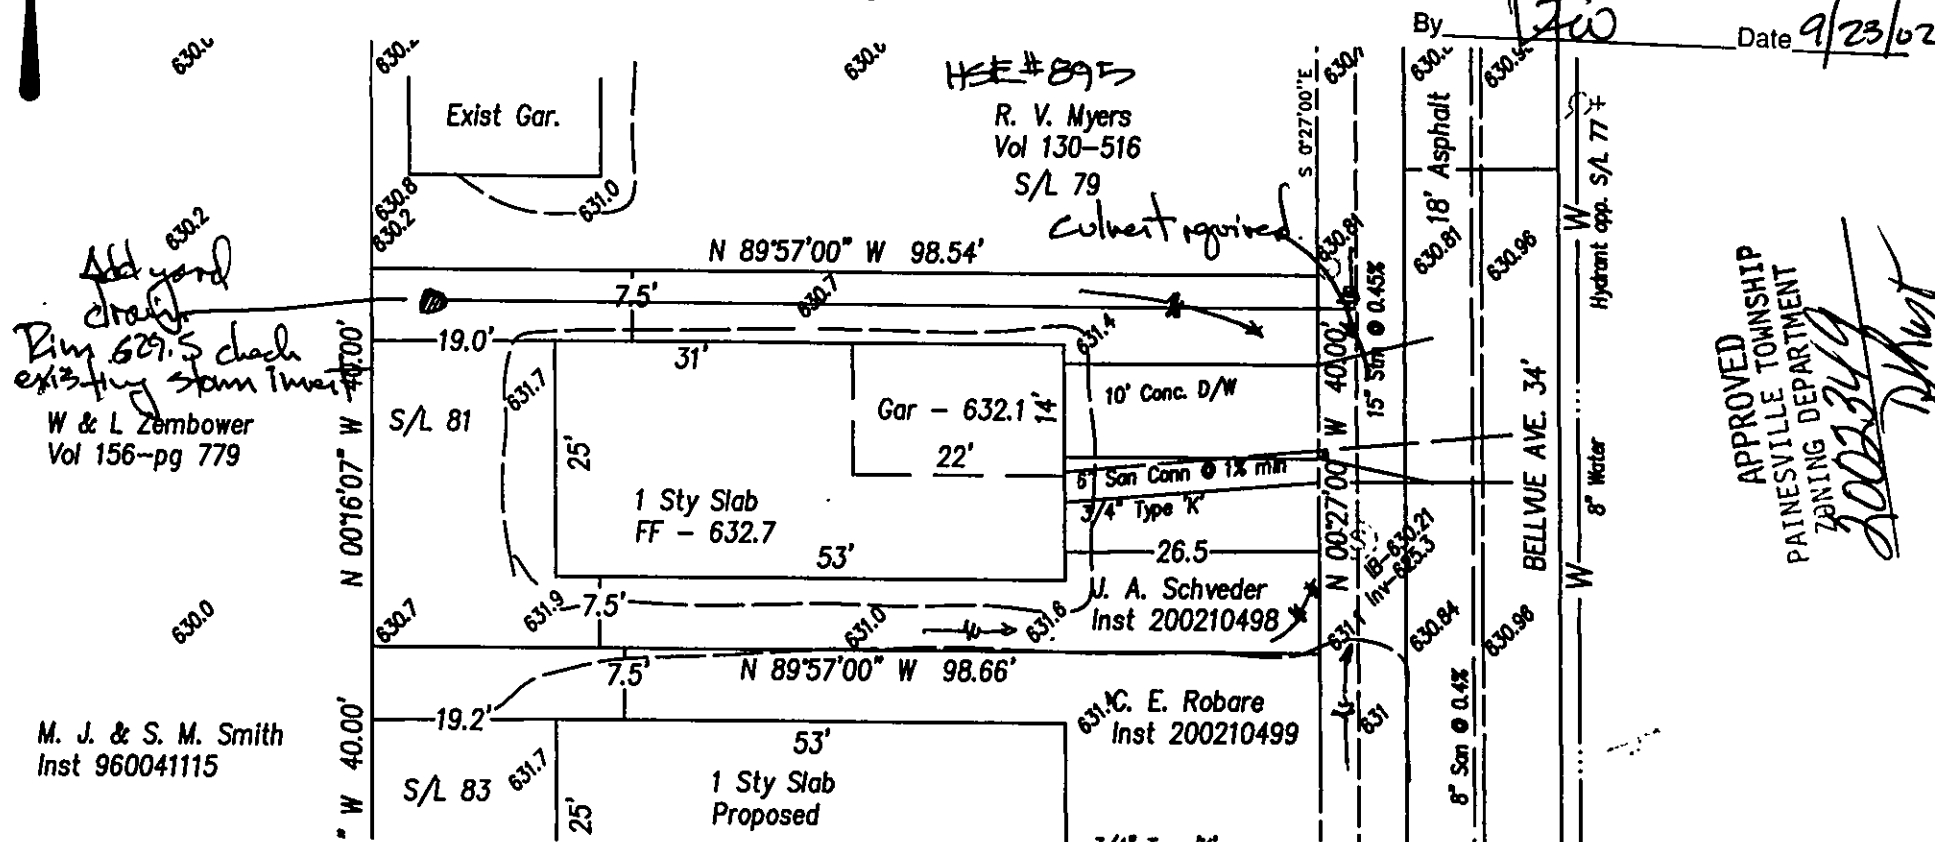 By
Date 9/23/02
630.2
HSE # 895
R. V. Myers
Vol 130-516
S/L 79
Exist Gar.
S 0°27'00"E
18' Asphalt
Hydrant opp. S/L 77
630.8
630.2
631.0
630.2
culvert required
630.81
630.81
630.96
N 89°57'00" W 98.54'
Add yard
drain
Rim 629.5 check
existing storm invert
7.5'
630.7
15" Stm @ 0.45%
19.0'
31'
631.4
40.00'
40.00'
W & L Zembower
Vol 156-pg 779
N 00°16'07" W
S/L 81
631.7
25'
Gar - 632.1
14'
22'
10' Conc. D/W
6" San Conn @ 1% min
3/4" Type 'K'
1 Sty Slab
FF - 632.7
53'
26.5
N 00°27'00 W
IB-630.21
Inv-625.3
BELLVUE AVE. 34'
W
8" Water
W
APPROVED
PAINESVILLE TOWNSHIP
ZONING DEPARTMENT
2002349
630.0
630.7
631.9
7.5'
631.0
631.6
U. A. Schveder
Inst 200210498
631.1
630.84
630.96
N 89°57'00" W 98.66'
7.5'
M. J. & S. M. Smith
Inst 960041115
" W 40.00'
19.2'
S/L 83
631.7
25'
53'
1 Sty Slab
Proposed
C. E. Robare
Inst 200210499
631
8" San @ 0.4%